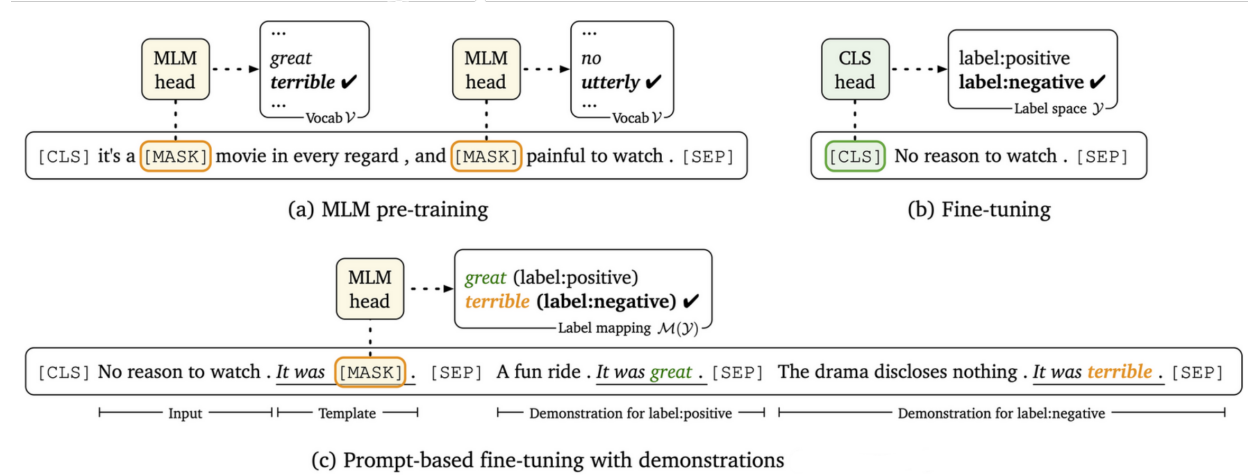 MLM
head
...
great
terrible ✔
...
Vocab 𝒱
MLM
head
...
no
utterly ✔
...
Vocab 𝒱
[CLS] it's a [MASK] movie in every regard , and [MASK] painful to watch . [SEP]
(a) MLM pre-training
CLS
head
label:positive
label:negative ✔
Label space 𝒴
[CLS] No reason to watch . [SEP]
(b) Fine-tuning
MLM
head
great (label:positive)
terrible (label:negative) ✔
Label mapping ℳ(𝒴)
[CLS] No reason to watch . It was [MASK] . [SEP] A fun ride . It was great . [SEP] The drama discloses nothing . It was terrible . [SEP]
Input Template Demonstration for label:positive Demonstration for label:negative
(c) Prompt-based fine-tuning with demonstrations